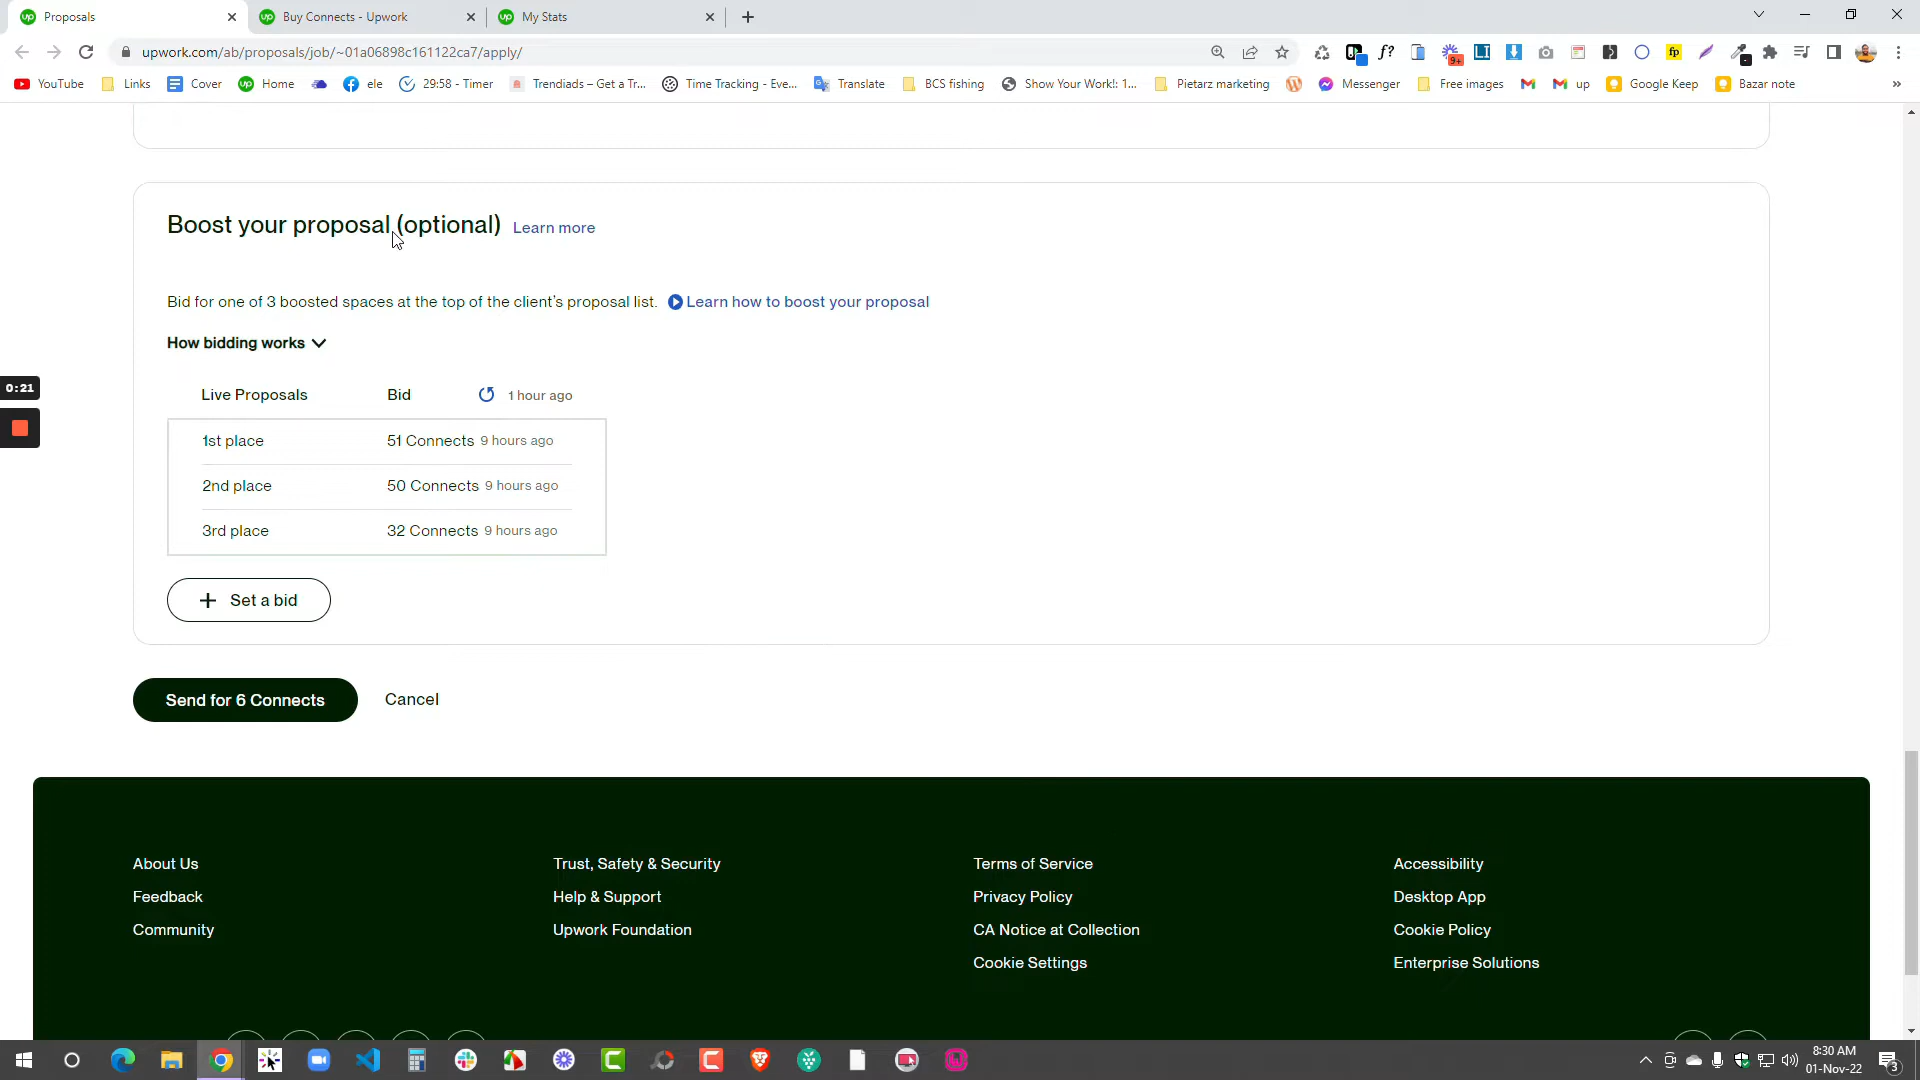 Proposals
Buy Connects - Upwork
My Stats
upwork.com/ab/proposals/job/~01a06898c161122ca7/apply/
f?
9+
fp
YouTube
Links
Cover
Home
ele
29:58 - Timer
Trendiads – Get a Tr...
Time Tracking - Eve...
Translate
BCS fishing
Show Your Work!: 1...
Pietarz marketing
Messenger
Free images
up
Google Keep
Bazar note
»
Boost your proposal (optional) Learn more
Bid for one of 3 boosted spaces at the top of the client's proposal list. Learn how to boost your proposal
How bidding works
0:21
Live Proposals Bid 1 hour ago
1st place 51 Connects 9 hours ago
2nd place 50 Connects 9 hours ago
3rd place 32 Connects 9 hours ago
+ Set a bid
Send for 6 Connects Cancel
About Us Trust, Safety & Security Terms of Service Accessibility
Feedback Help & Support Privacy Policy Desktop App
Community Upwork Foundation CA Notice at Collection Cookie Policy
Cookie Settings Enterprise Solutions
8:30 AM
01-Nov-22
3